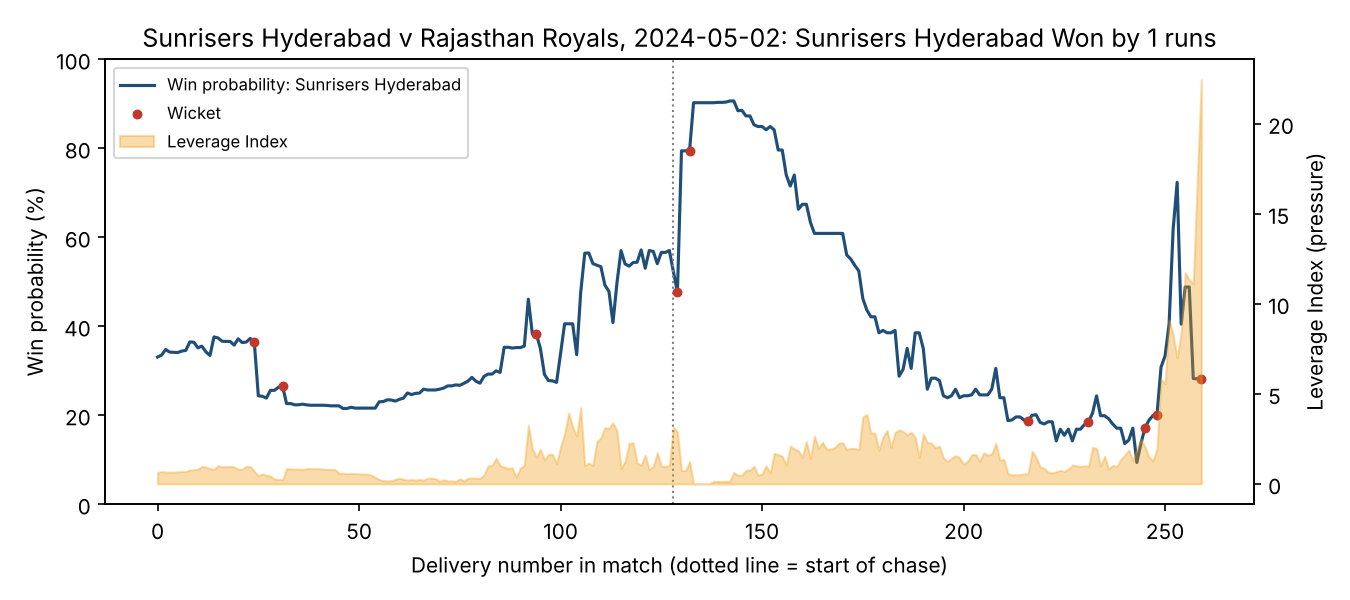 Sunrisers Hyderabad v Rajasthan Royals, 2024-05-02: Sunrisers Hyderabad Won by 1 runs
Win probability: Sunrisers Hyderabad
Wicket
Leverage Index
Win probability (%)
100
80
60
40
20
0
20
15
10
5
0
Leverage Index (pressure)
0 50 100 150 200 250
Delivery number in match (dotted line = start of chase)